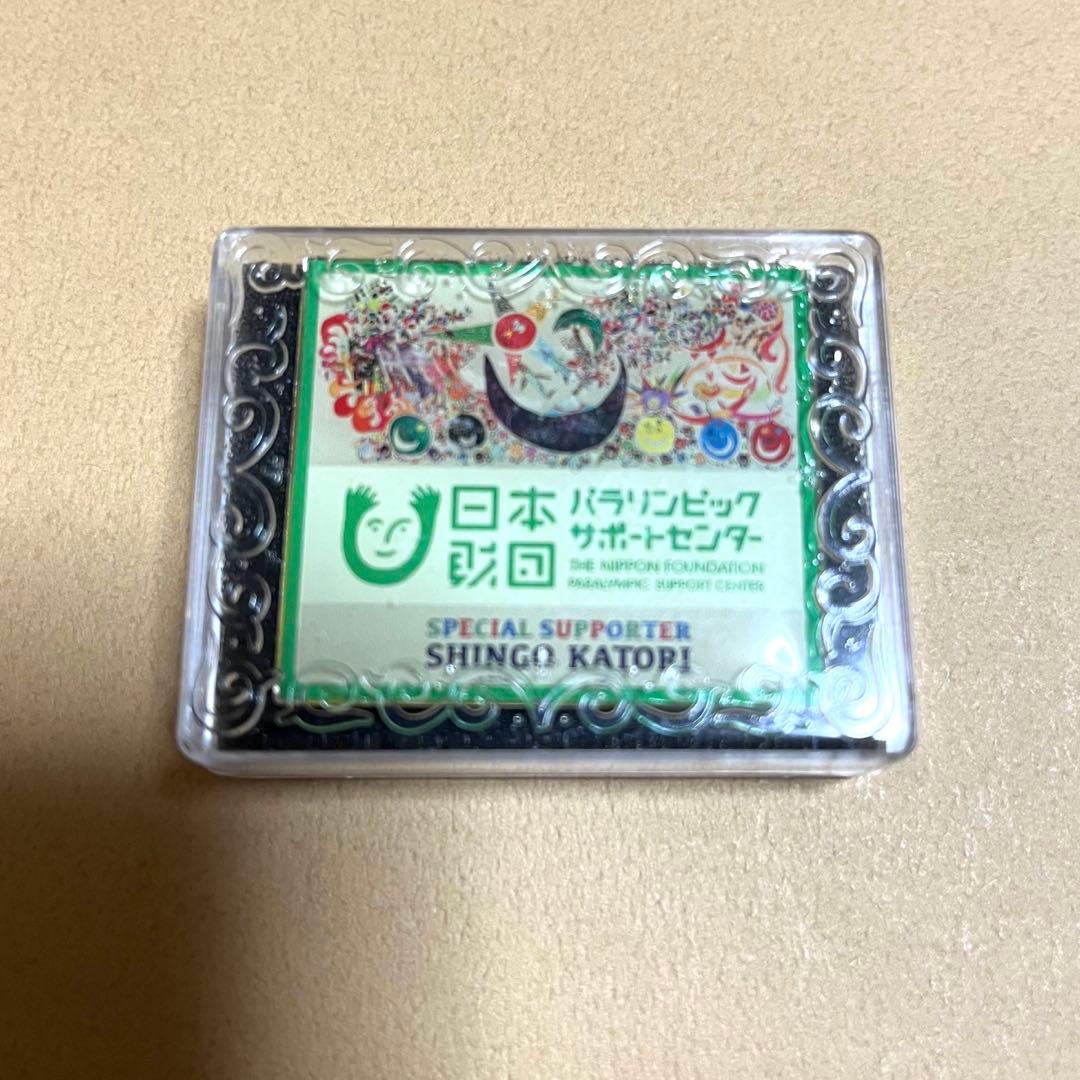 日本
財団
パラリンピック
サポートセンター
THE NIPPON FOUNDATION
PARALYMPIC SUPPORT CENTER
SPECIAL SUPPORTER
SHINGO KATORI